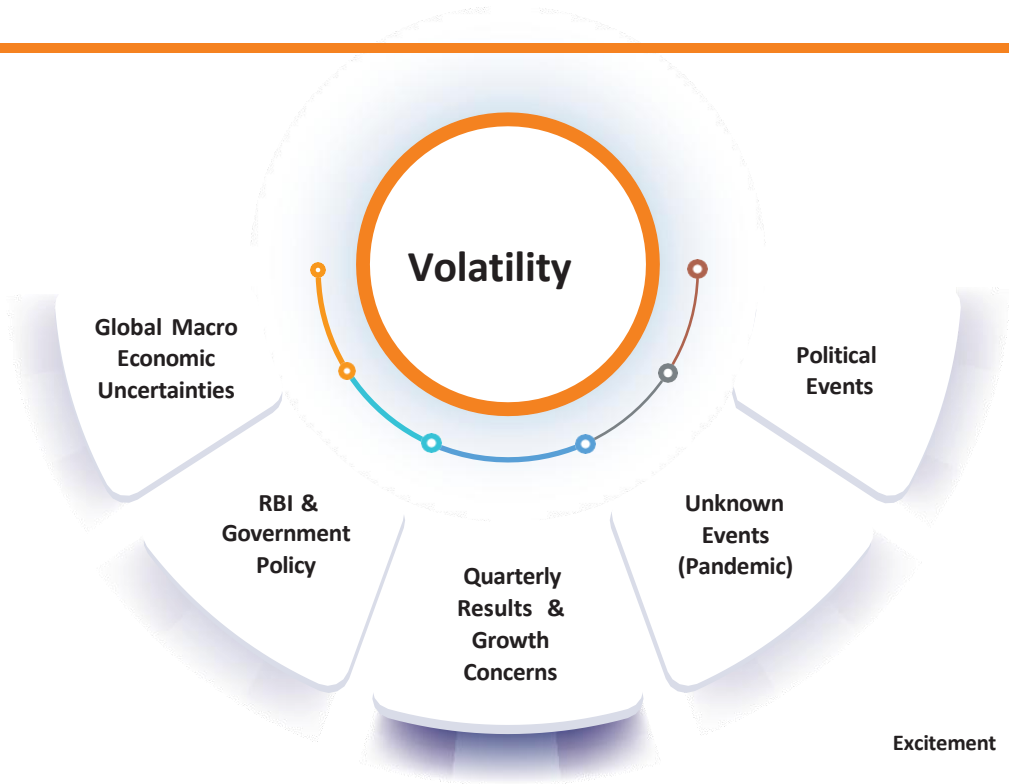 Volatility
Global Macro
Economic
Uncertainties
RBI &
Government
Policy
Quarterly
Results &
Growth
Concerns
Unknown
Events
(Pandemic)
Political
Events
Excitement